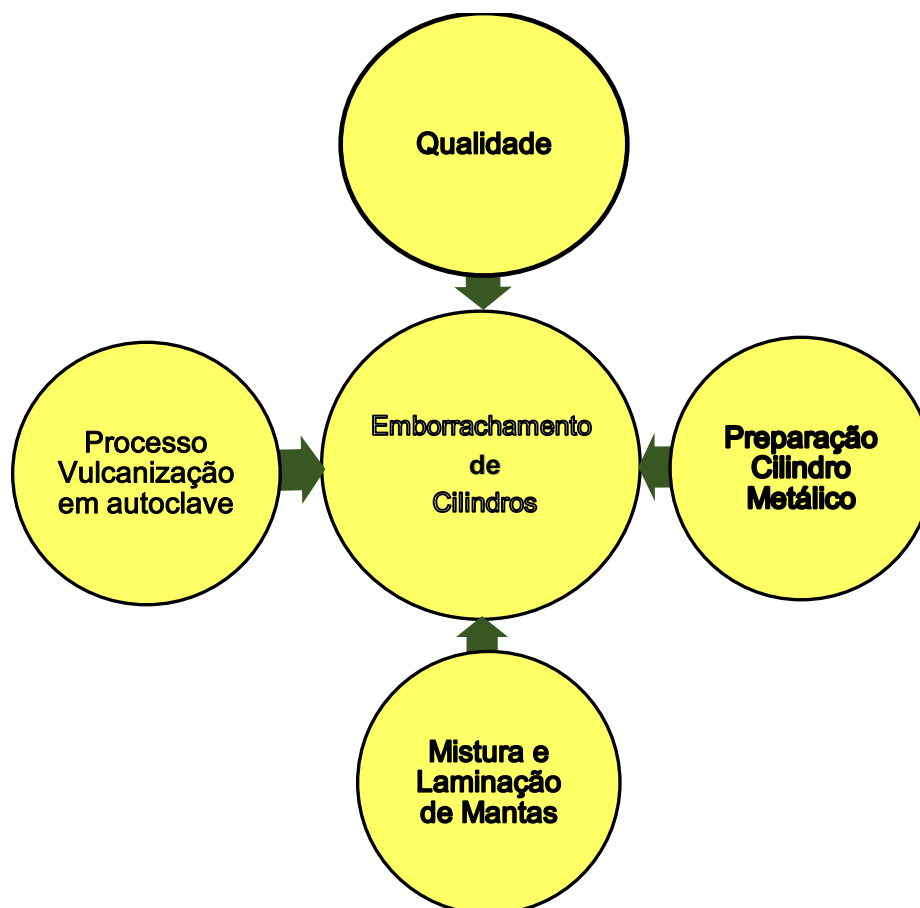 Qualidade
Processo
Vulcanização
em autoclave
Emborrachamento
de
Cilindros
Preparação
Cilindro
Metálico
Mistura e
Laminação
de Mantas